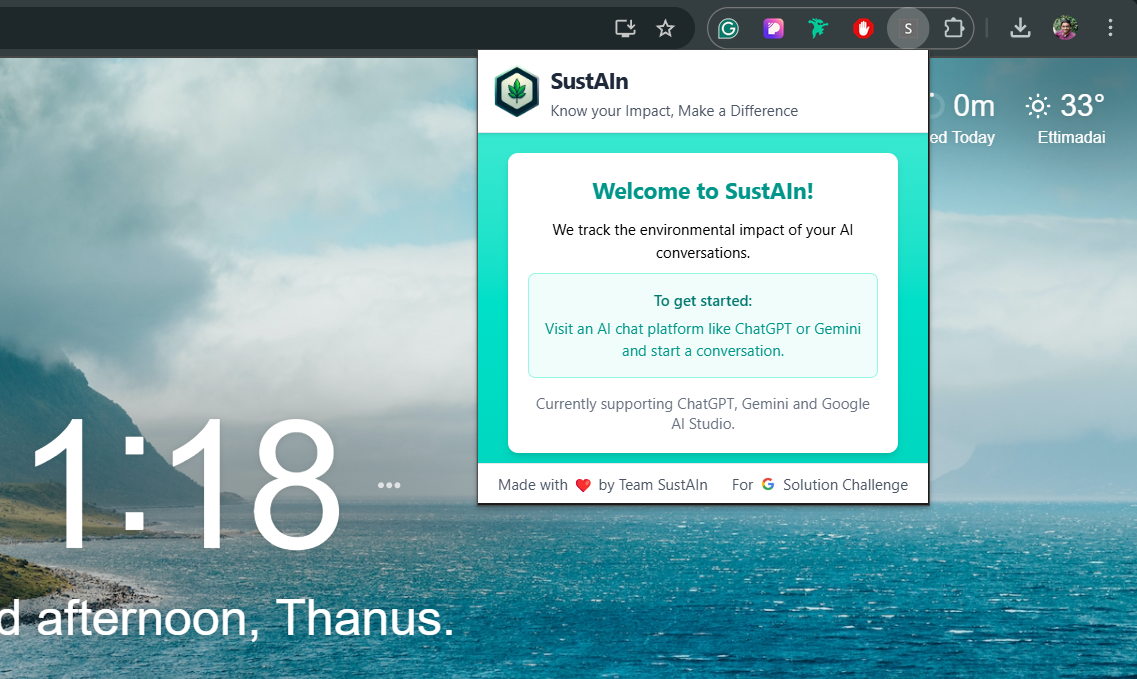 S
SustAIn
Know your Impact, Make a Difference
0m
33°
ed Today
Ettimadai
Welcome to SustAIn!
We track the environmental impact of your AI
conversations.
To get started:
Visit an AI chat platform like ChatGPT or Gemini
and start a conversation.
Currently supporting ChatGPT, Gemini and Google
AI Studio.
Made with ❤️ by Team SustAIn
For G Solution Challenge
1:18
d afternoon, Thanus.